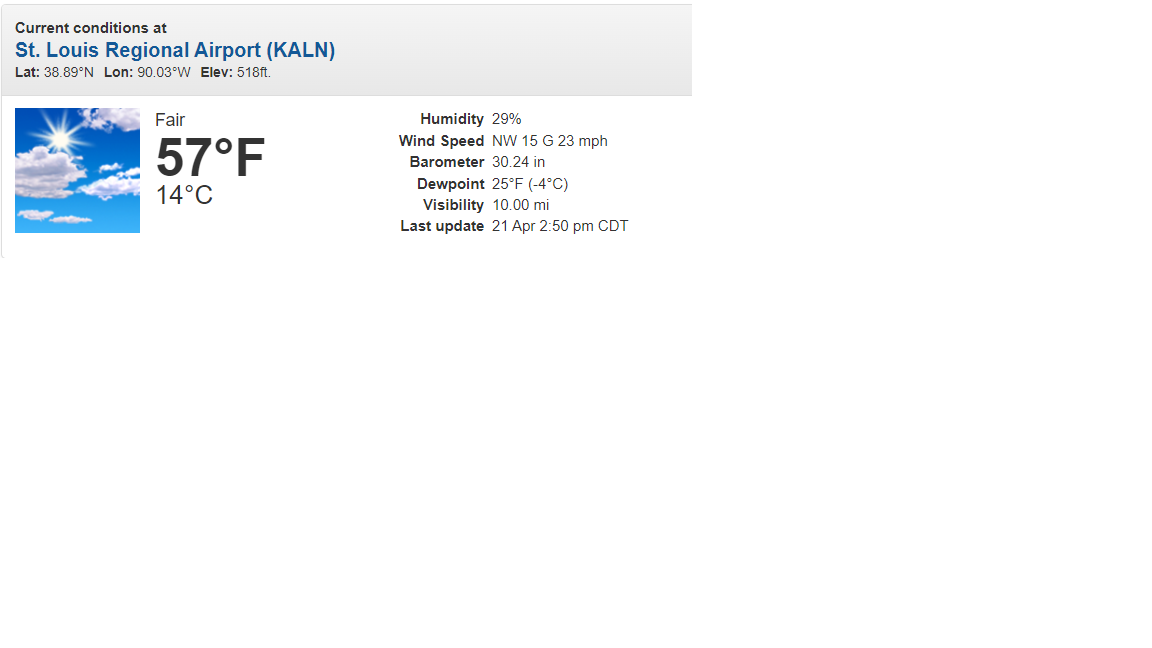 Current conditions at
St. Louis Regional Airport (KALN)
Lat: 38.89°N Lon: 90.03°W Elev: 518ft.
Fair
57°F
14°C
Humidity 29%
Wind Speed NW 15 G 23 mph
Barometer 30.24 in
Dewpoint 25°F (-4°C)
Visibility 10.00 mi
Last update 21 Apr 2:50 pm CDT